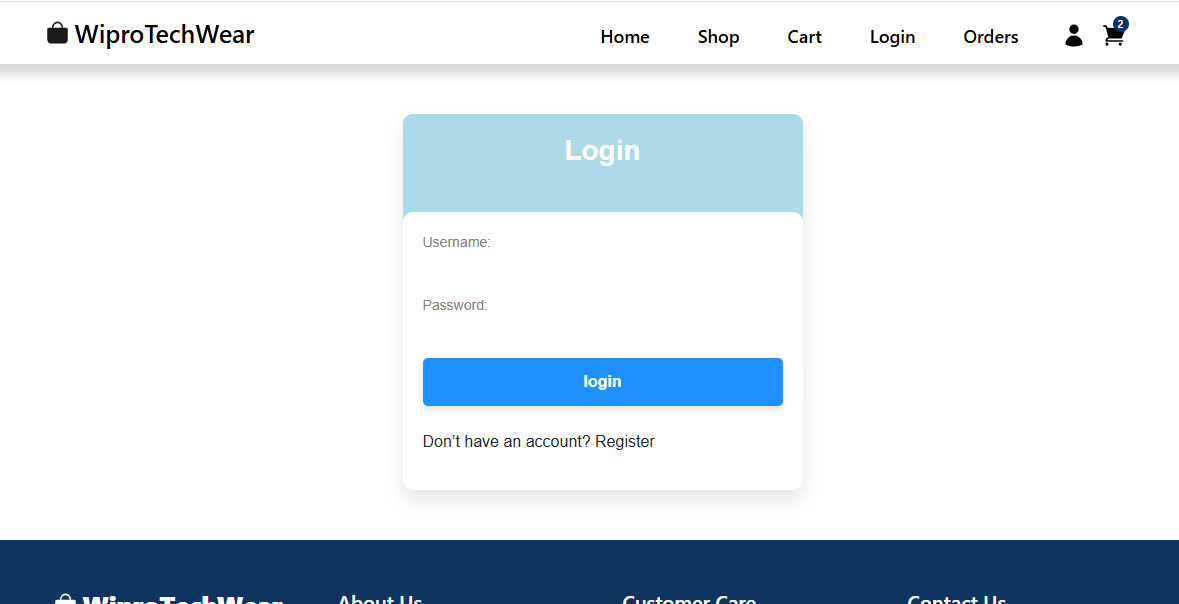 WiproTechWear
Home Shop Cart Login Orders 2
Login
Username:
Password:
login
Don't have an account? Register
WiproTechWear About Us Customer Care Contact Us